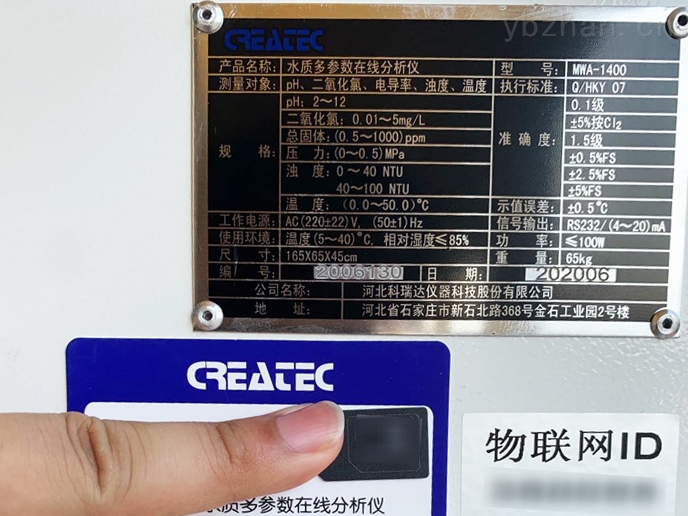 ybzhan.cn
CREATEC
产品名称: 水质多参数在线分析仪 型 号: MWA-1400
测量对象: pH、二氧化氯、电导率、浊度、温度 执行标准: Q/HKY 07
规 格: pH: 2～12 准 确 度: 0.1级
二氧化氯: 0.01～5mg/L ±5%按Cl2
总固体: (0.5～1000)ppm 1.5级
压 力: (0～0.5)MPa ±0.5%FS
浊 度: 0～40 NTU ±2.5%FS
40～100 NTU ±5%FS
温 度: (0.0～50.0)°C 示值误差: ±0.5°C
工作电源: AC(220±22)V, (50±1)Hz 信号输出: RS232/(4～20)mA
使用环境: 温度(5～40)°C, 相对湿度≤85% 功 率: ≤100W
尺 寸: 165X65X45cm 重 量: 65kg
编 号: 2006130 日 期: 202006
公司名称: 河北科瑞达仪器科技股份有限公司
地 址: 河北省石家庄市新石北路368号金石工业园2号楼
CREATEC
物联网ID
水质多参数在线分析仪